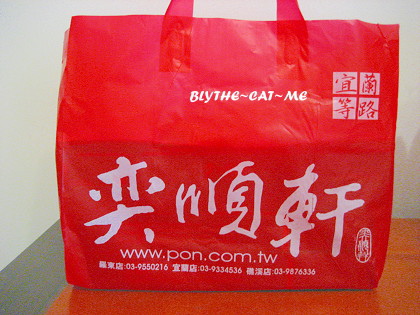 BLYTHE~CAT~ME
宜蘭
等路
奕順軒
www.pon.com.tw
羅東店:03-9550216 宜蘭店:03-9334536 礁溪店:03-9876336